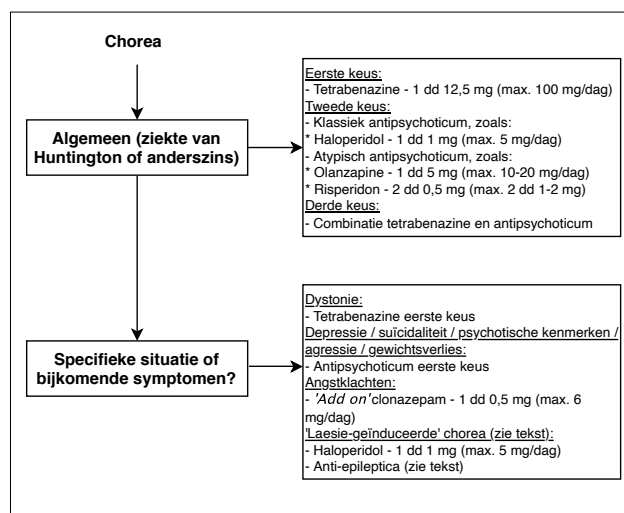 Chorea
Algemeen (ziekte van
Huntington of anderszins)
Eerste keus:
- Tetrabenazine - 1 dd 12,5 mg (max. 100 mg/dag)
Tweede keus:
- Klassiek antipsychoticum, zoals:
* Haloperidol - 1 dd 1 mg (max. 5 mg/dag)
- Atypisch antipsychoticum, zoals:
* Olanzapine - 1 dd 5 mg (max. 10-20 mg/dag)
* Risperidon - 2 dd 0,5 mg (max. 2 dd 1-2 mg)
Derde keus:
- Combinatie tetrabenazine en antipsychoticum
Specifieke situatie of
bijkomende symptomen?
Dystonie:
- Tetrabenazine eerste keus
Depressie / suïcidaliteit / psychotische kenmerken /
agressie / gewichtsverlies:
- Antipsychoticum eerste keus
Angstklachten:
- 'Add on' clonazepam - 1 dd 0,5 mg (max. 6
mg/dag)
'Laesie-geïnduceerde' chorea (zie tekst):
- Haloperidol - 1 dd 1 mg (max. 5 mg/dag)
- Anti-epileptica (zie tekst)